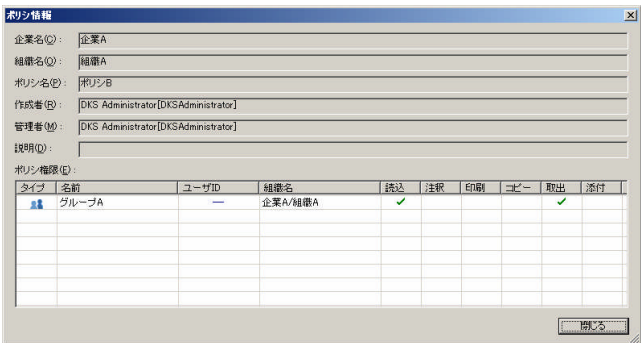 ポリシ情報
企業名(C): 企業A
組織名(O): 組織A
ポリシ名(P): ポリシB
作成者(R): DKS Administrator[DKSAdministrator]
管理者(M): DKS Administrator[DKSAdministrator]
説明(D):
ポリシ権限(E):
タイプ 名前 ユーザID 組織名 読込 注釈 印刷 コピー 取出 添付
グループA — 企業A/組織A ✓ ✓
閉じる